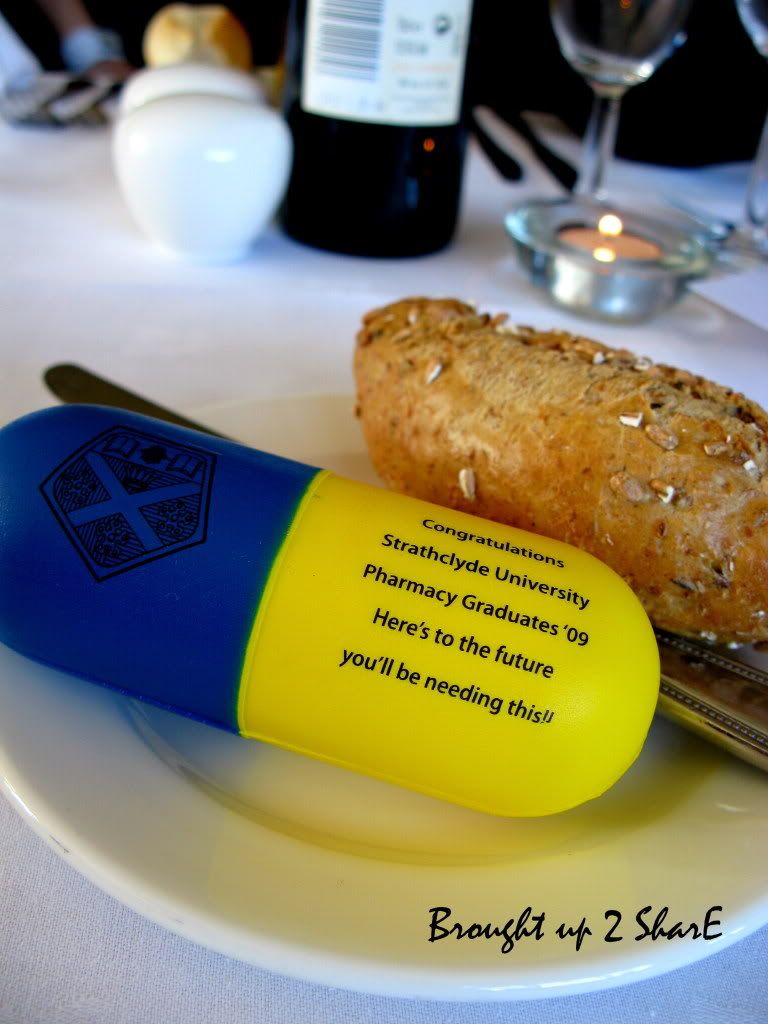 Congratulations
Strathclyde University
Pharmacy Graduates '09
Here's to the future
you'll be needing this!!
Brought up 2 SharE